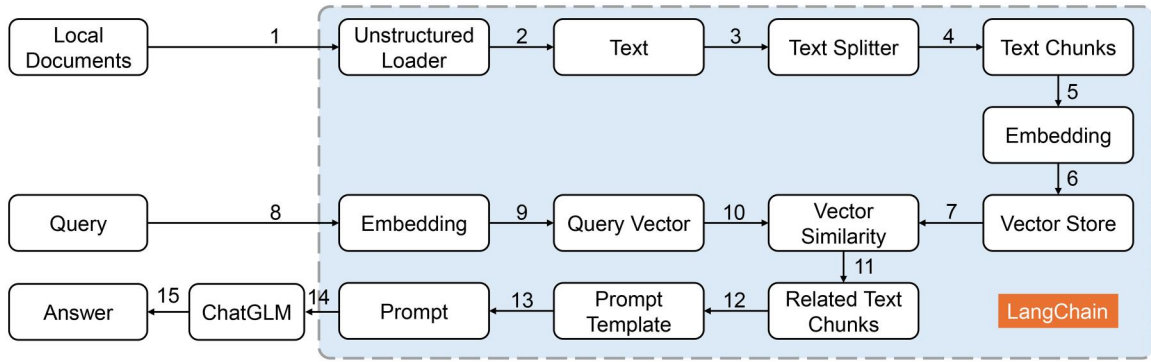 Local
Documents
1
Unstructured
Loader
2
Text
3
Text Splitter
4
Text Chunks
5
Embedding
6
Query
8
Embedding
9
Query Vector
10
Vector
Similarity
7
Vector Store
11
Answer
15
ChatGLM
14
Prompt
13
Prompt
Template
12
Related Text
Chunks
LangChain